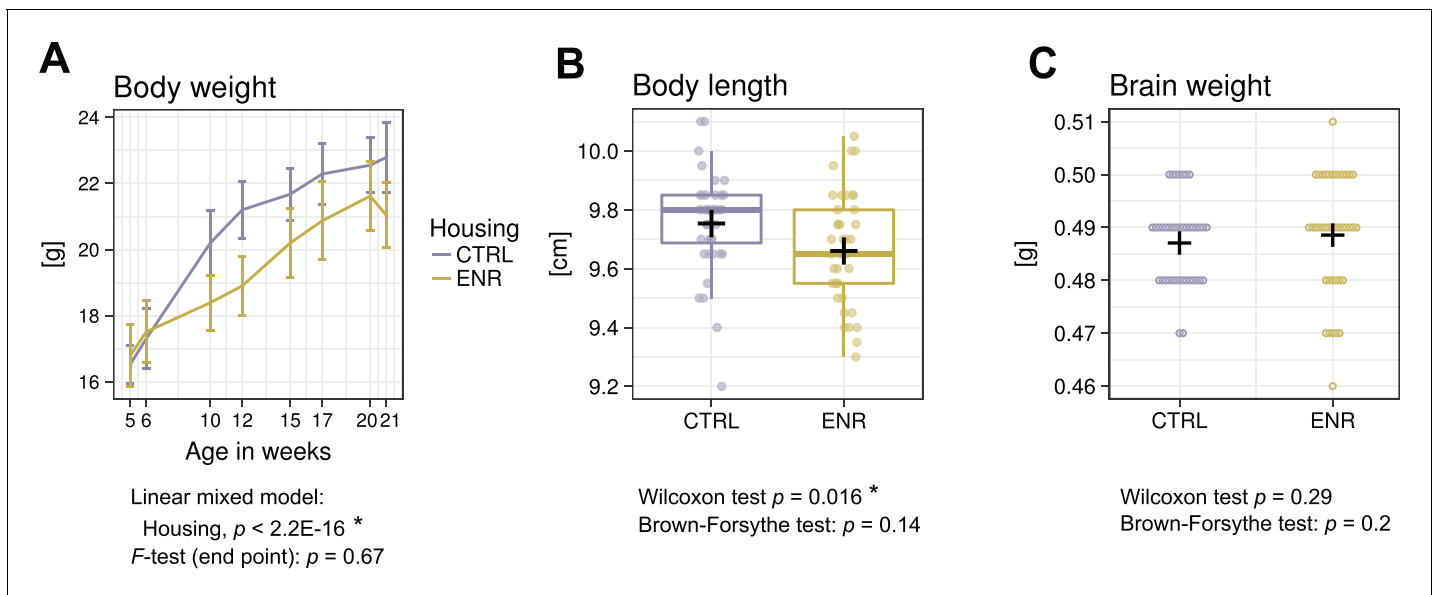 A
Body weight
24
22
20
18
16
[g]
5 6 10 12 15 17 20 21
Age in weeks
Housing
CTRL
ENR
Linear mixed model:
Housing, p < 2.2E-16 *
F-test (end point): p = 0.67
B
Body length
10.0
9.8
9.6
9.4
9.2
[cm]
CTRL ENR
Wilcoxon test p = 0.016 *
Brown-Forsythe test: p = 0.14
C
Brain weight
0.51
0.50
0.49
0.48
0.47
0.46
[g]
CTRL ENR
Wilcoxon test p = 0.29
Brown-Forsythe test: p = 0.2